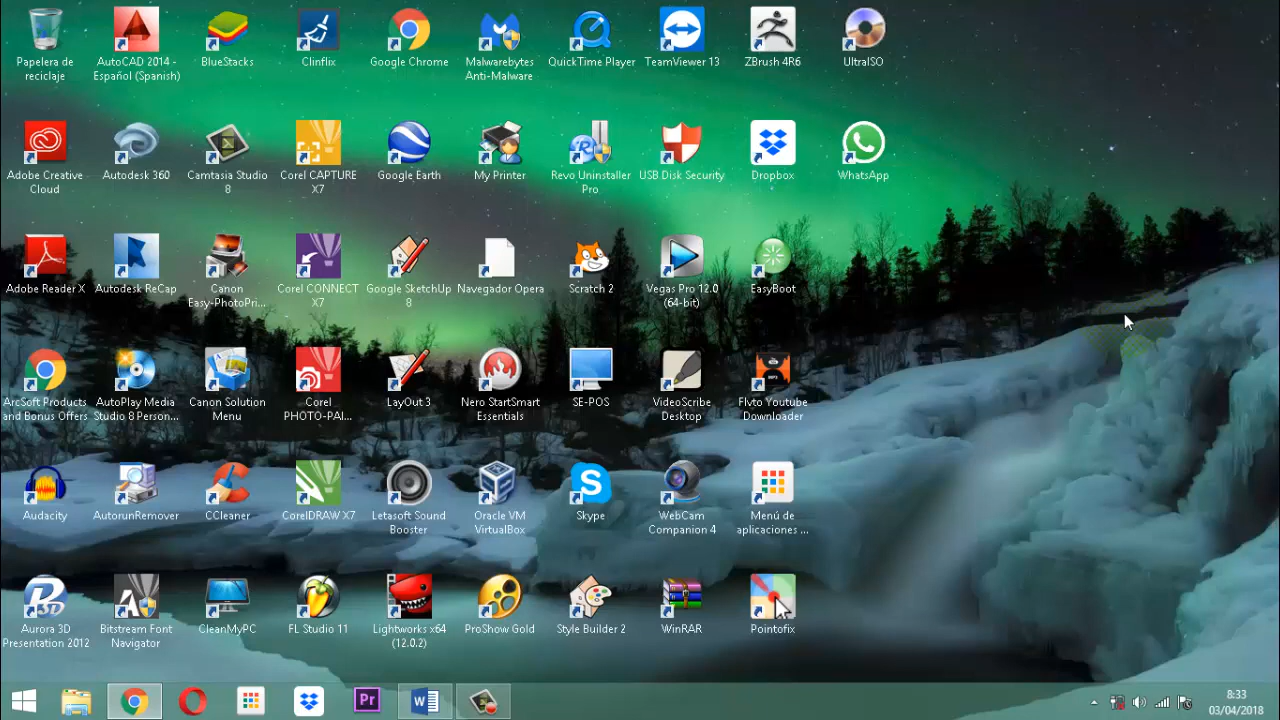 Papelera de
reciclaje
AutoCAD 2014 -
Español (Spanish)
BlueStacks
Clinflix
Google Chrome
Malwarebytes
Anti-Malware
QuickTime Player
TeamViewer 13
ZBrush 4R6
UltraISO
Adobe Creative
Cloud
Autodesk 360
Camtasia Studio
8
Corel CAPTURE
X7
Google Earth
My Printer
Revo Uninstaller
Pro
USB Disk Security
Dropbox
WhatsApp
Adobe Reader X
Autodesk ReCap
Canon
Easy-PhotoPri...
Corel CONNECT
X7
Google SketchUp
8
Navegador Opera
Scratch 2
Vegas Pro 12.0
(64-bit)
EasyBoot
ArcSoft Products
and Bonus Offers
AutoPlay Media
Studio 8 Person...
Canon Solution
Menu
Corel
PHOTO-PAI...
LayOut 3
Nero StartSmart
Essentials
SE-POS
VideoScribe
Desktop
Flvto Youtube
Downloader
Audacity
AutorunRemover
CCleaner
CorelDRAW X7
Letasoft Sound
Booster
Oracle VM
VirtualBox
Skype
WebCam
Companion 4
Menú de
aplicaciones ...
Aurora 3D
Presentation 2012
Bitstream Font
Navigator
CleanMyPC
FL Studio 11
Lightworks x64
(12.0.2)
ProShow Gold
Style Builder 2
WinRAR
Pointofix
Pr
8:33
03/04/2018